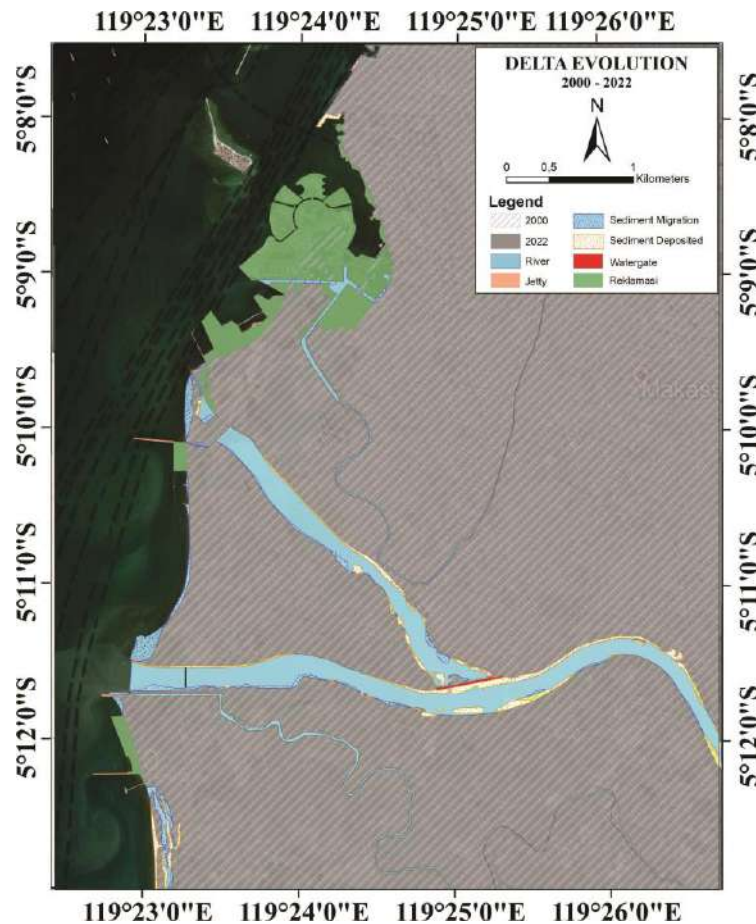 119°23'0"E 119°24'0"E 119°25'0"E 119°26'0"E
DELTA EVOLUTION
2000 - 2022
N
0 0,5 1
Kilometers
Legend
2000
2022
River
Jetty
Sediment Migration
Sediment Deposited
Watergate
Reklamasi
5°8'0"S 5°8'0"S
5°9'0"S 5°9'0"S
Makass
5°10'0"S 5°10'0"S
5°11'0"S 5°11'0"S
5°12'0"S 5°12'0"S
119°23'0"E 119°24'0"E 119°25'0"E 119°26'0"E